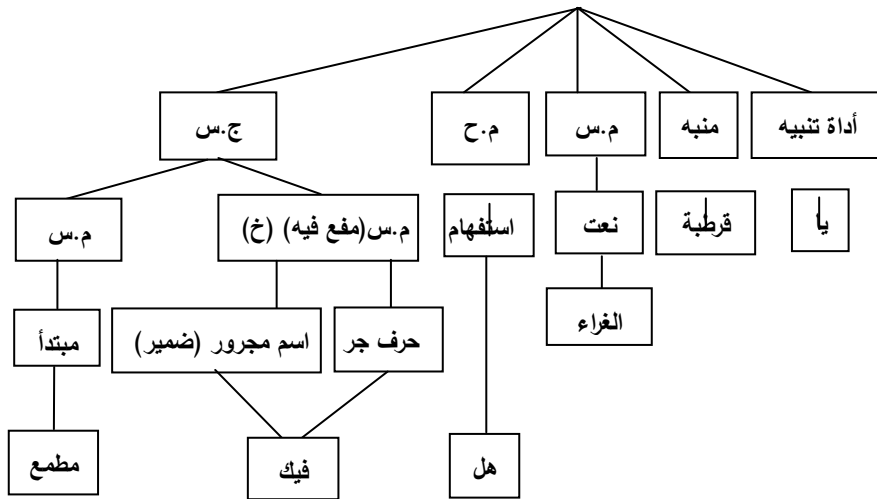 أداة تنبيه منبه م.س م.ح ج.س
يا قرطبة نعت استفهام م.س(مفع فيه) (خ) م.س
الغراء حرف جر اسم مجرور (ضمير) مبتدأ
هل فيك مطمع